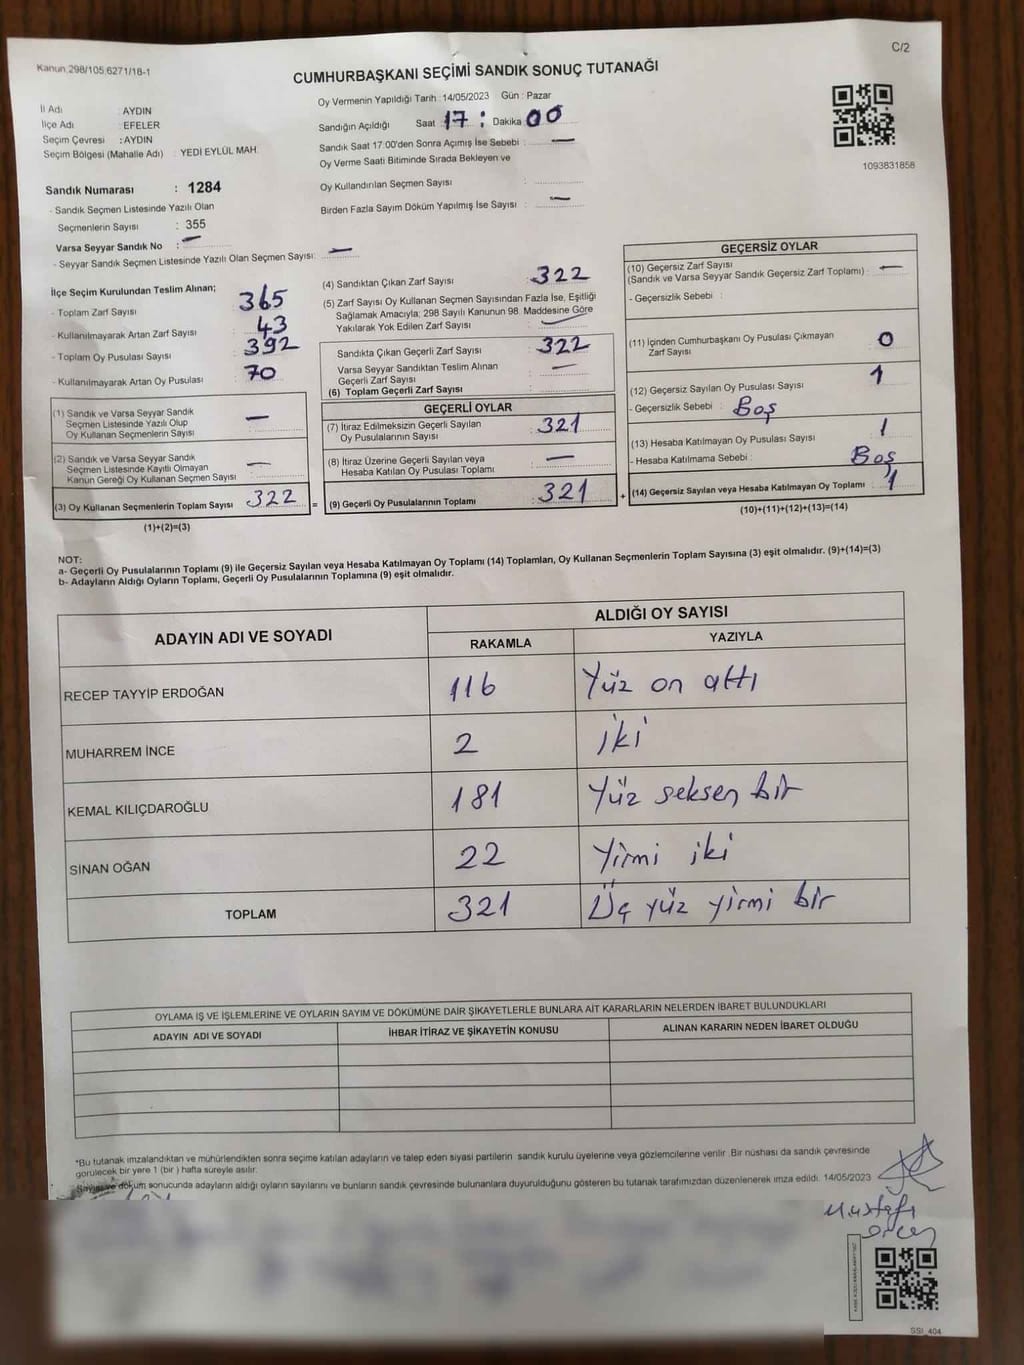 Kanun 298/105,6271/18-1
C/2
CUMHURBAŞKANI SEÇİMİ SANDIK SONUÇ TUTANAĞI
İl Adı : AYDIN
İlçe Adı : EFELER
Seçim Çevresi : AYDIN
Seçim Bölgesi (Mahalle Adı) : YEDİ EYLÜL MAH.
Oy Vermenin Yapıldığı Tarih : 14/05/2023 Gün : Pazar
Sandığın Açıldığı Saat 17 : Dakika 00
Sandık Saat 17.00'den Sonra Açımış İse Sebebi : —
Oy Verme Saati Bitiminde Sırada Bekleyen ve
Oy Kullandırılan Seçmen Sayısı :
Birden Fazla Sayım Döküm Yapılmış İse Sayısı : —
1093831858
Sandık Numarası : 1284
- Sandık Seçmen Listesinde Yazılı Olan
Seçmenlerin Sayısı : 355
Varsa Seyyar Sandık No : —
- Seyyar Sandık Seçmen Listesinde Yazılı Olan Seçmen Sayısı: —
İlçe Seçim Kurulundan Teslim Alınan;
- Toplam Zarf Sayısı : 365
- Kullanılmayarak Artan Zarf Sayısı : 43
- Toplam Oy Pusulası Sayısı : 392
- Kullanılmayarak Artan Oy Pusulası : 70
(1) Sandık ve Varsa Seyyar Sandık
Seçmen Listesinde Yazılı Olup
Oy Kullanan Seçmenlerin Sayısı : —
(2) Sandık ve Varsa Seyyar Sandık
Seçmen Listesinde Kayıtlı Olmayan
Kanun Gereği Oy Kullanan Seçmen Sayısı : —
(3) Oy Kullanan Seçmenlerin Toplam Sayısı : 322
(1)+(2)=(3)
(4) Sandıktan Çıkan Zarf Sayısı : 322
(5) Zarf Sayısı Oy Kullanan Seçmen Sayısından Fazla İse, Eşitliği
Sağlamak Amacıyla; 298 Sayılı Kanunun 98. Maddesine Göre
Yakılarak Yok Edilen Zarf Sayısı :
Sandıkta Çıkan Geçerli Zarf Sayısı : 322
Varsa Seyyar Sandıktan Teslim Alınan
Geçerli Zarf Sayısı : —
(6) Toplam Geçerli Zarf Sayısı :
=
GEÇERLİ OYLAR
(7) İtiraz Edilmeksizin Geçerli Sayılan
Oy Pusulalarının Sayısı : 321
(8) İtiraz Üzerine Geçerli Sayılan veya
Hesaba Katılan Oy Pusulası Toplamı : —
(9) Geçerli Oy Pusulalarının Toplamı : 321
+
GEÇERSİZ OYLAR
(10) Geçersiz Zarf Sayısı
(Sandık ve Varsa Seyyar Sandık Geçersiz Zarf Toplamı) : —
- Geçersizlik Sebebi :
(11) İçinden Cumhurbaşkanı Oy Pusulası Çıkmayan
Zarf Sayısı : 0
(12) Geçersiz Sayılan Oy Pusulası Sayısı : 1
- Geçersizlik Sebebi : Boş
(13) Hesaba Katılmayan Oy Pusulası Sayısı : 1
- Hesaba Katılmama Sebebi : Boş
(14) Geçersiz Sayılan veya Hesaba Katılmayan Oy Toplamı : 1
(10)+(11)+(12)+(13)=(14)
NOT:
a- Geçerli Oy Pusulalarının Toplamı (9) ile Geçersiz Sayılan veya Hesaba Katılmayan Oy Toplamı (14) Toplamları, Oy Kullanan Seçmenlerin Toplam Sayısına (3) eşit olmalıdır. (9)+(14)=(3)
b- Adayların Aldığı Oyların Toplamı, Geçerli Oy Pusulalarının Toplamına (9) eşit olmalıdır.
ADAYIN ADI VE SOYADI ALDIĞI OY SAYISI
RAKAMLA YAZIYLA
RECEP TAYYİP ERDOĞAN 116 Yüz on altı
MUHARREM İNCE 2 iki
KEMAL KILIÇDAROĞLU 181 Yüz seksen bir
SİNAN OĞAN 22 Yirmi iki
TOPLAM 321 Üç yüz yirmi bir
OYLAMA İŞ VE İŞLEMLERİNE VE OYLARIN SAYIM VE DÖKÜMÜNE DAİR ŞİKAYETLERLE BUNLARA AİT KARARLARIN NELERDEN İBARET BULUNDUKLARI
ADAYIN ADI VE SOYADI İHBAR İTİRAZ VE ŞİKAYETİN KONUSU ALINAN KARARIN NEDEN İBARET OLDUĞU
*Bu tutanak imzalandıktan ve mühürlendikten sonra seçime katılan adayların ve talep eden siyasi partilerin sandık kurulu üyelerine veya gözlemcilerine verilir .Bir nüshası da sandık çevresinde
görülecek bir yere 1 (bir ) hafta süreyle asılır.
Sayım ve döküm sonucunda adayların aldığı oyların sayılarını ve bunların sandık çevresinde bulunanlara duyurulduğunu gösteren bu tutanak tarafımızdan düzenlenerek imza edildi. 14/05/2023
Mustafa
SSI_404